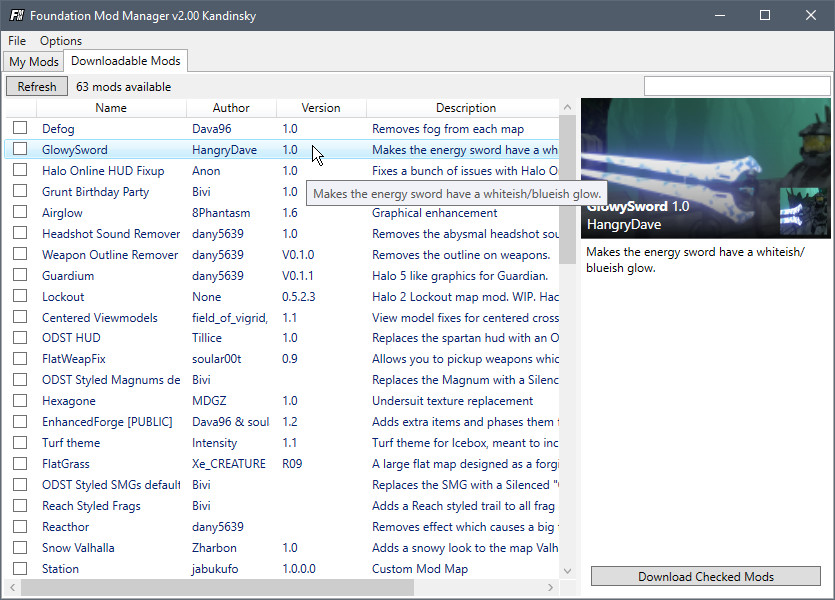 FM Foundation Mod Manager v2.00 Kandinsky
File Options
My Mods Downloadable Mods
Refresh 63 mods available
Name Author Version Description
Defog Dava96 1.0 Removes fog from each map
GlowySword HangryDave 1.0 Makes the energy sword have a wh
Halo Online HUD Fixup Anon 1.0 Fixes a bunch of issues with Halo O
Grunt Birthday Party Bivi 1.0
Makes the energy sword have a whiteish/blueish glow.
Airglow 8Phantasm 1.6 Graphical enhancement
Headshot Sound Remover dany5639 1.0 Removes the abysmal headshot sou
Weapon Outline Remover dany5639 V0.1.0 Removes the outline on weapons.
Guardium dany5639 V0.1.1 Halo 5 like graphics for Guardian.
Lockout None 0.5.2.3 Halo 2 Lockout map mod. WIP. Hac
Centered Viewmodels field_of_vigrid, 1.1 View model fixes for centered cross
ODST HUD Tillice 1.0 Replaces the spartan hud with an O
FlatWeapFix soular00t 0.9 Allows you to pickup weapons whic
ODST Styled Magnums de Bivi Replaces the Magnum with a Silenc
Hexagone MDGZ 1.0 Undersuit texture replacement
EnhancedForge [PUBLIC] Dava96 & soul 1.2 Adds extra items and phases them
Turf theme Intensity 1.1 Turf theme for Icebox, meant to inc
FlatGrass Xe_CREATURE R09 A large flat map designed as a forgi
ODST Styled SMGs default Bivi Replaces the SMG with a Silenced "
Reach Styled Frags Bivi Adds a Reach styled trail to all frag
Reacthor dany5639 Removes effect which causes a big
Snow Valhalla Zharbon 1.0 Adds a snowy look to the map Valh
Station jabukufo 1.0.0.0 Custom Mod Map
GlowySword 1.0
HangryDave
Makes the energy sword have a whiteish/
blueish glow.
Download Checked Mods